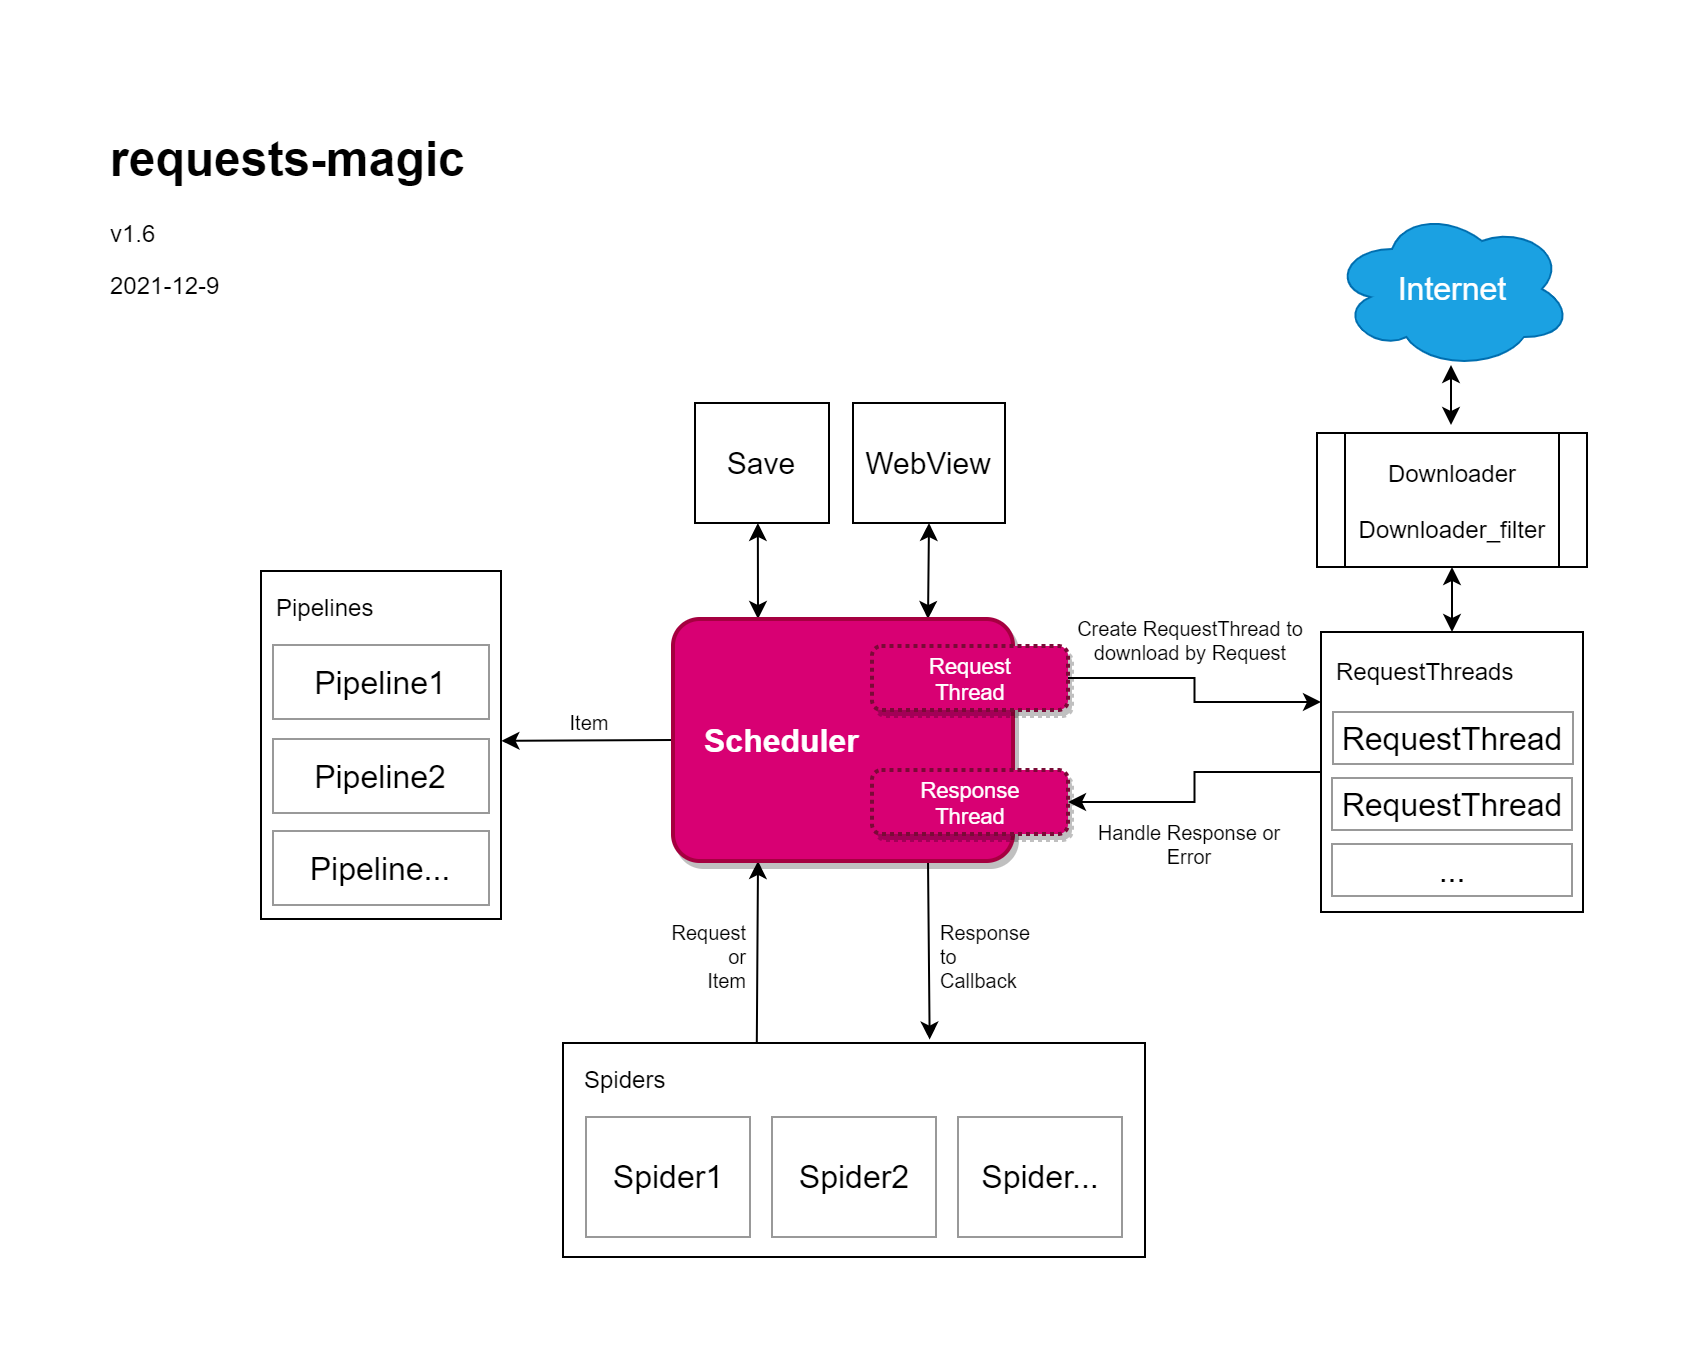 requests-magic
v1.6
2021-12-9
Internet
Save
WebView
Downloader
Downloader_filter
Pipelines
Pipeline1
Pipeline2
Pipeline...
Item
Scheduler
Request
Thread
Response
Thread
Create RequestThread to
download by Request
Handle Response or
Error
RequestThreads
RequestThread
RequestThread
...
Request
or
Item
Response
to
Callback
Spiders
Spider1
Spider2
Spider...